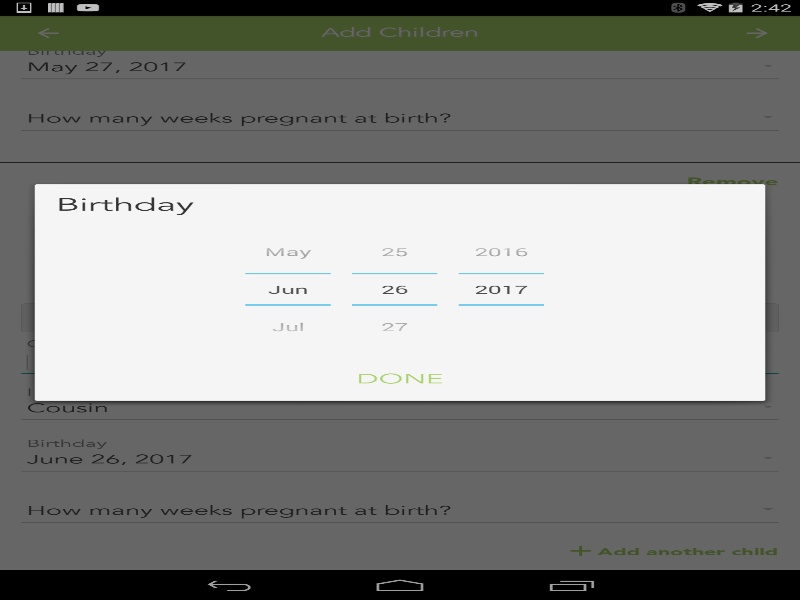 2:42
Add Children
Birthday
May 27, 2017
How many weeks pregnant at birth?
Remove
Birthday
May 25 2016
Jun 26 2017
Jul 27
DONE
Cousin
Birthday
June 26, 2017
How many weeks pregnant at birth?
+ Add another child